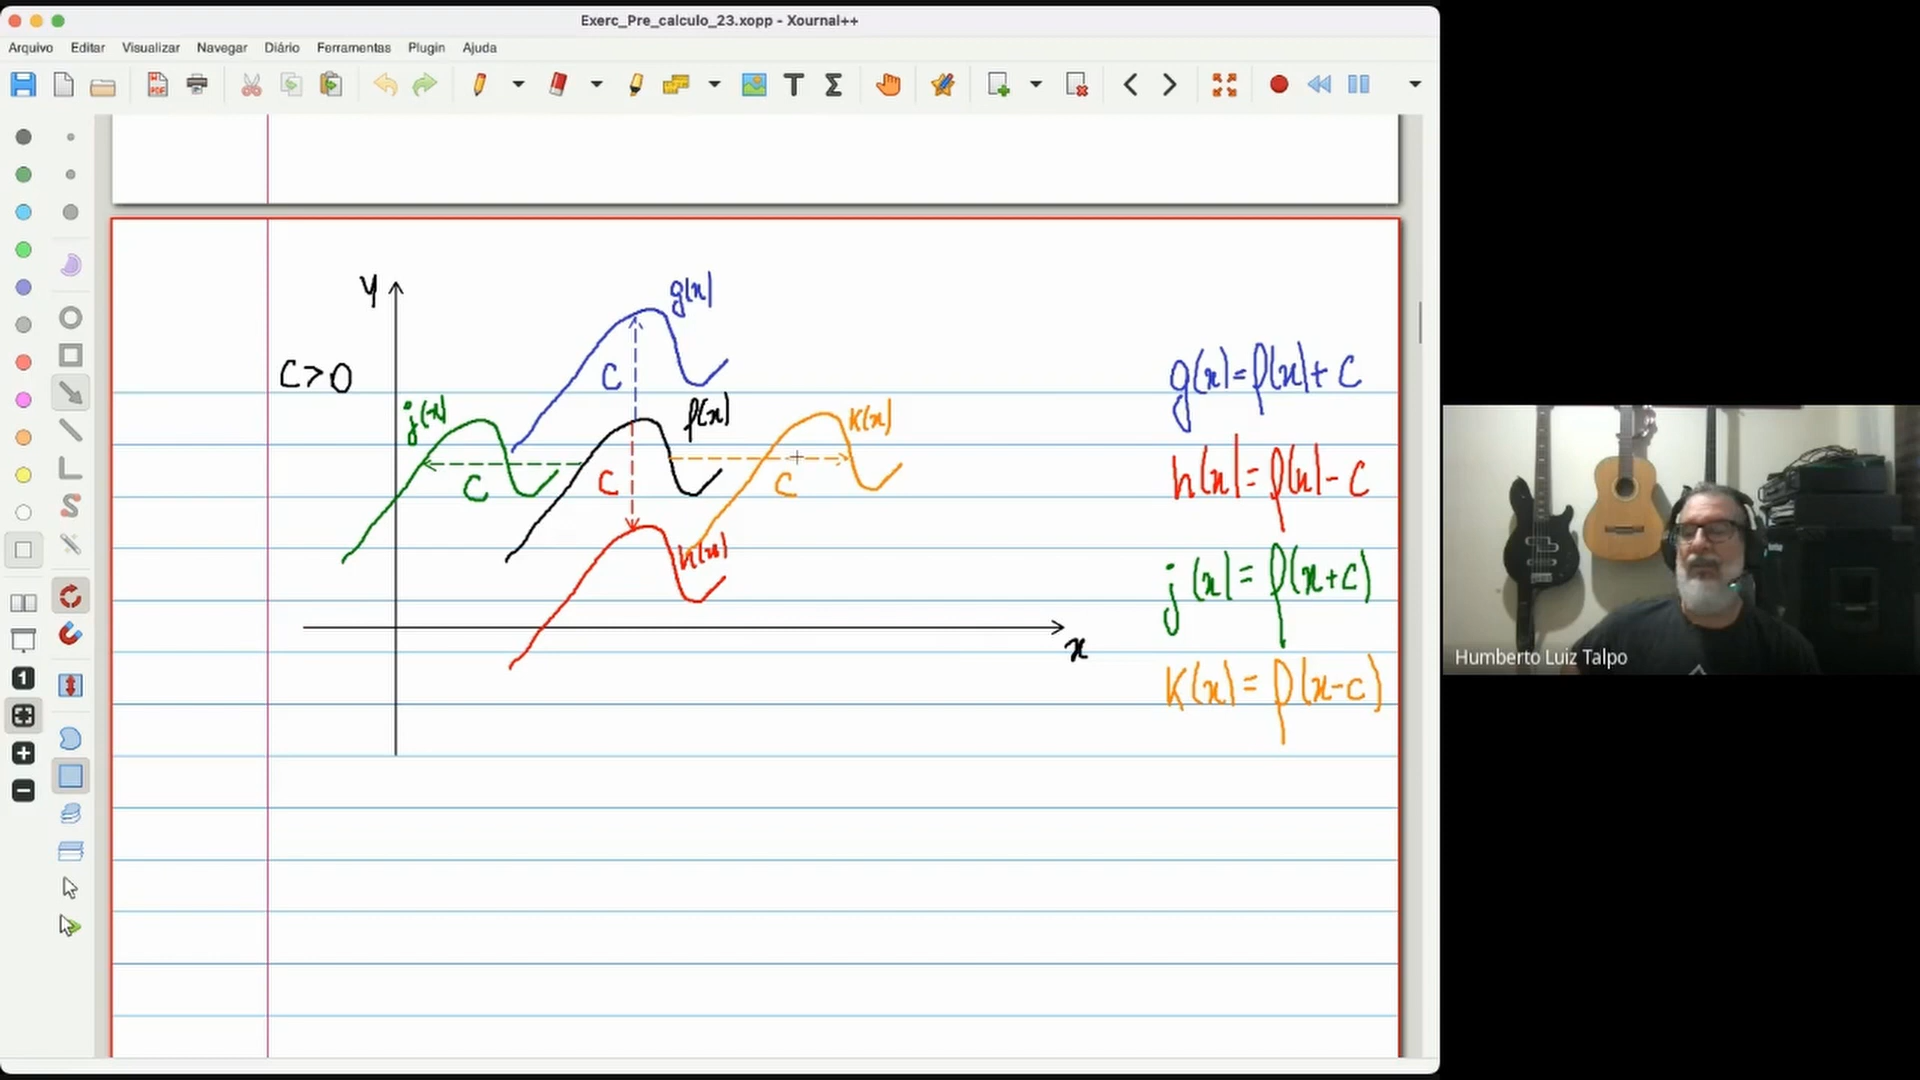 Exerc_Pre_calculo_23.xopp - Xournal++
Arquivo Editar Visualizar Navegar Diário Ferramentas Plugin Ajuda
y
g(x)
C
C>0
g(x)=f(x)+C
j(x)
f(x)
K(x)
C
C
C
h(x)=f(x)-C
h(x)
j(x)=f(x+C)
x
K(x)=f(x-C)
Humberto Luiz Talpo